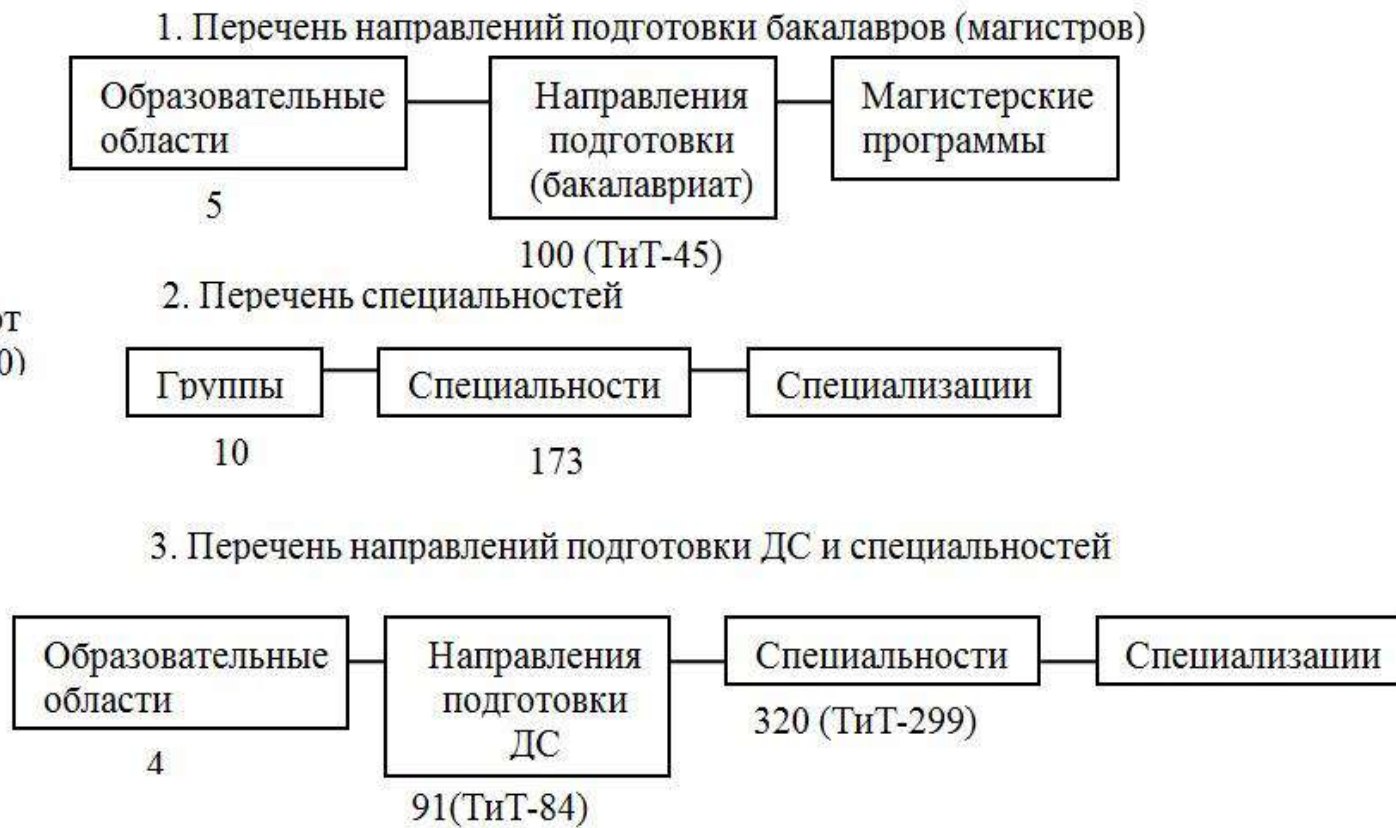 1. Перечень направлений подготовки бакалавров (магистров)
Образовательные
области
5
Направления
подготовки
(бакалавриат)
100 (ТиТ-45)
Магистерские
программы
2. Перечень специальностей
0)
Группы
10
Специальности
173
Специализации
3. Перечень направлений подготовки ДС и специальностей
Образовательные
области
4
Направления
подготовки
ДС
91(ТиТ-84)
Специальности
320 (ТиТ-299)
Специализации